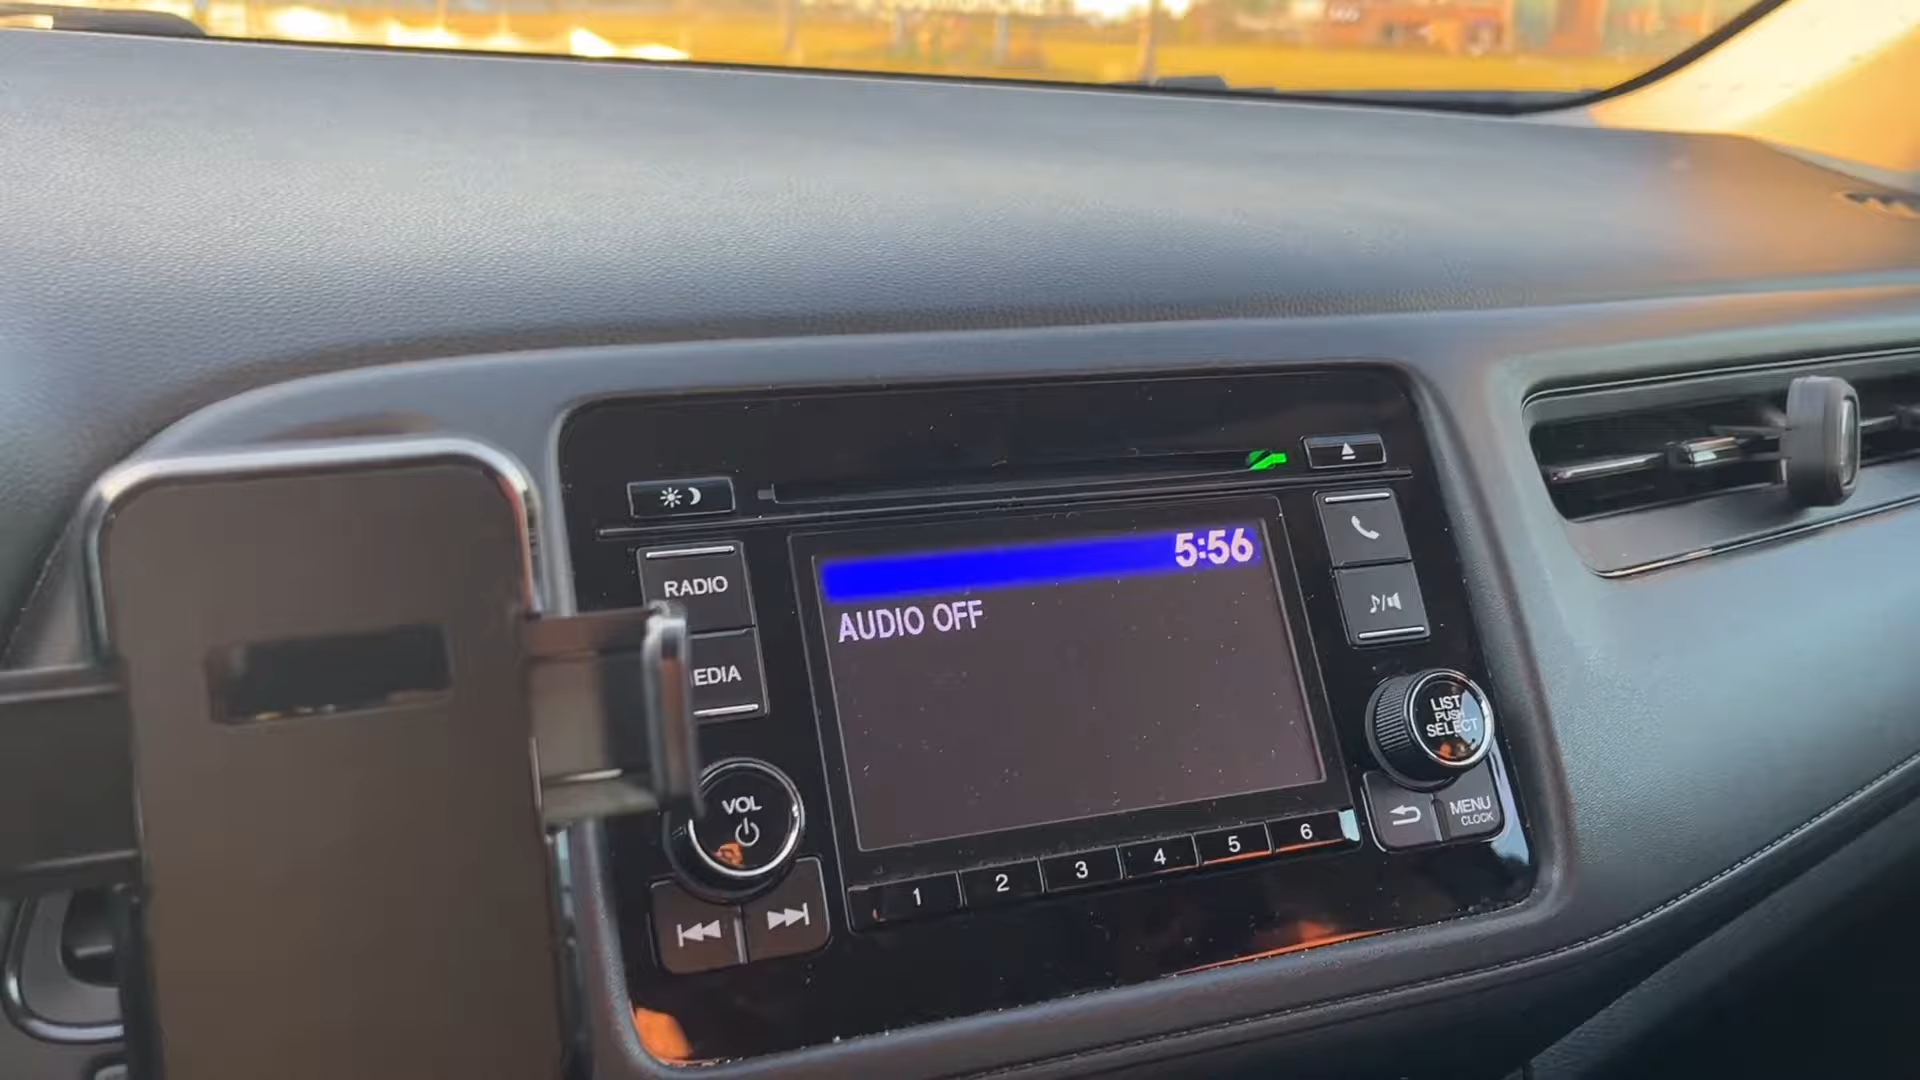 5:56
AUDIO OFF
RADIO
EDIA
VOL
1 2 3 4 5 6
LIST
PUSH
SELECT
MENU
CLOCK